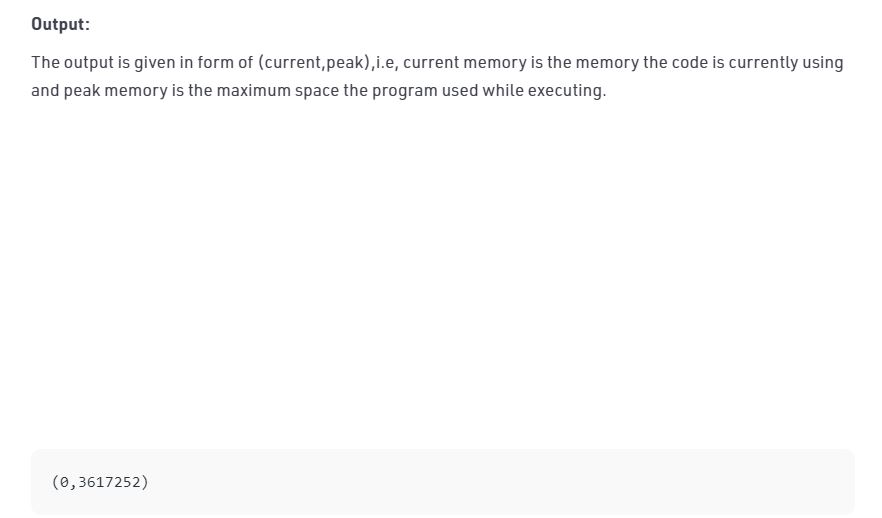 Output:
The output is given in form of (current,peak),i.e, current memory is the memory the code is currently using
and peak memory is the maximum space the program used while executing.
(0,3617252)